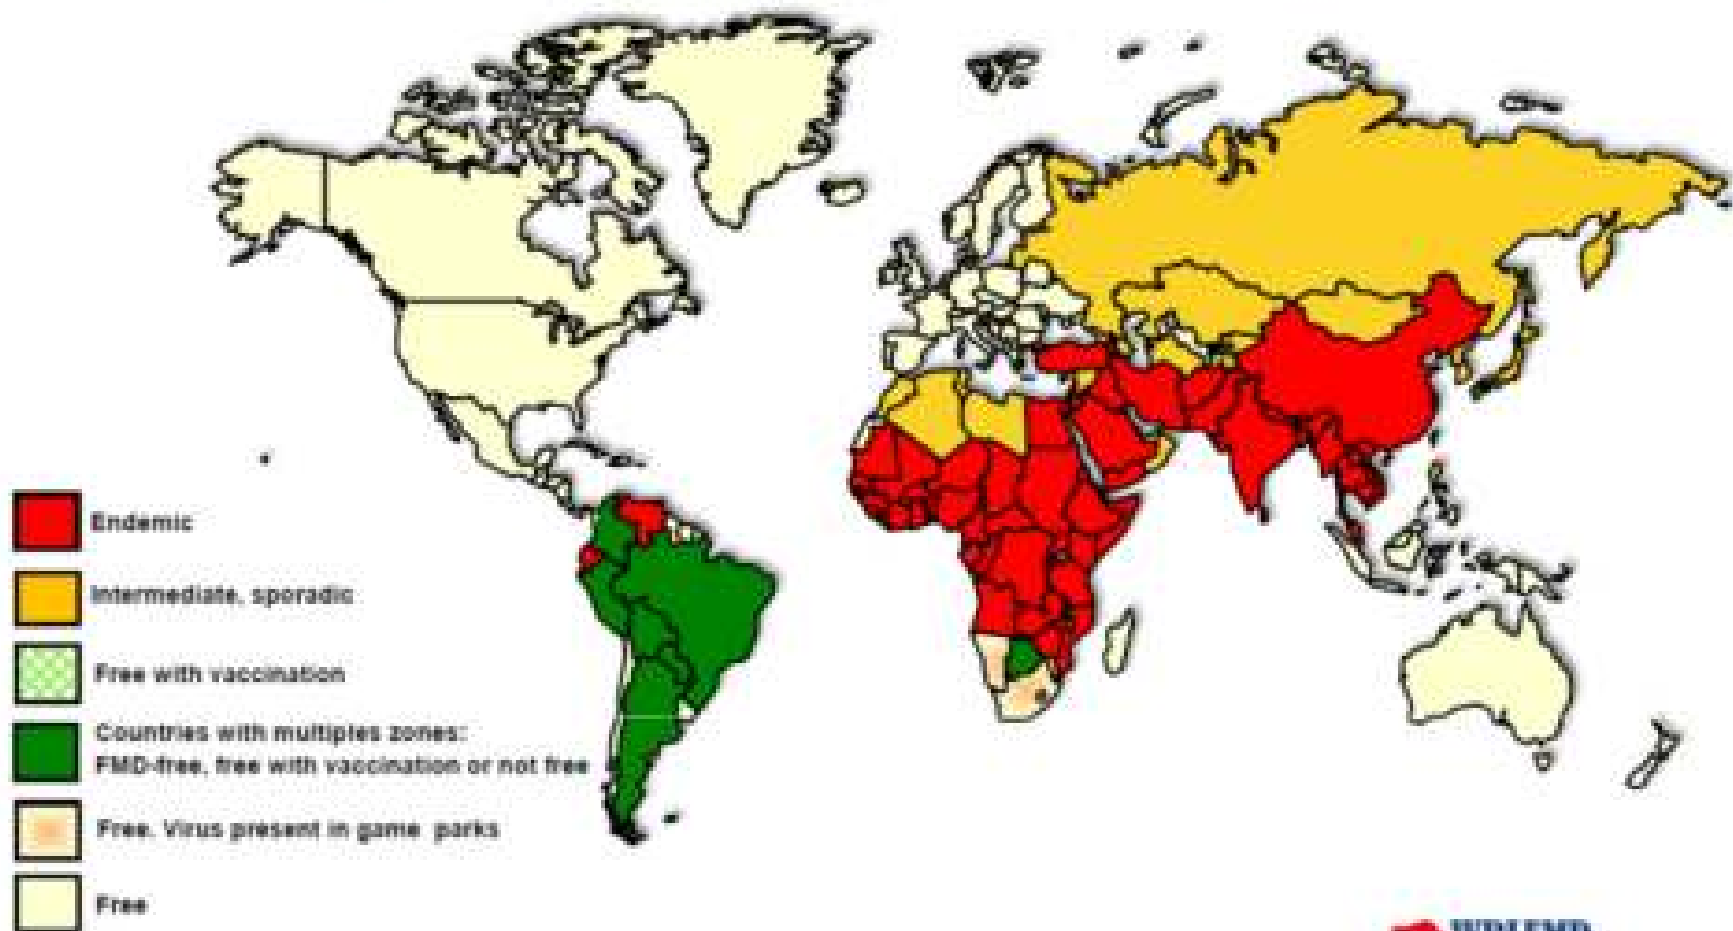 Endemic
Intermediate, sporadic
Free with vaccination
Countries with multiples zones:
FMD-free, free with vaccination or not free
Free. Virus present in game parks
Free